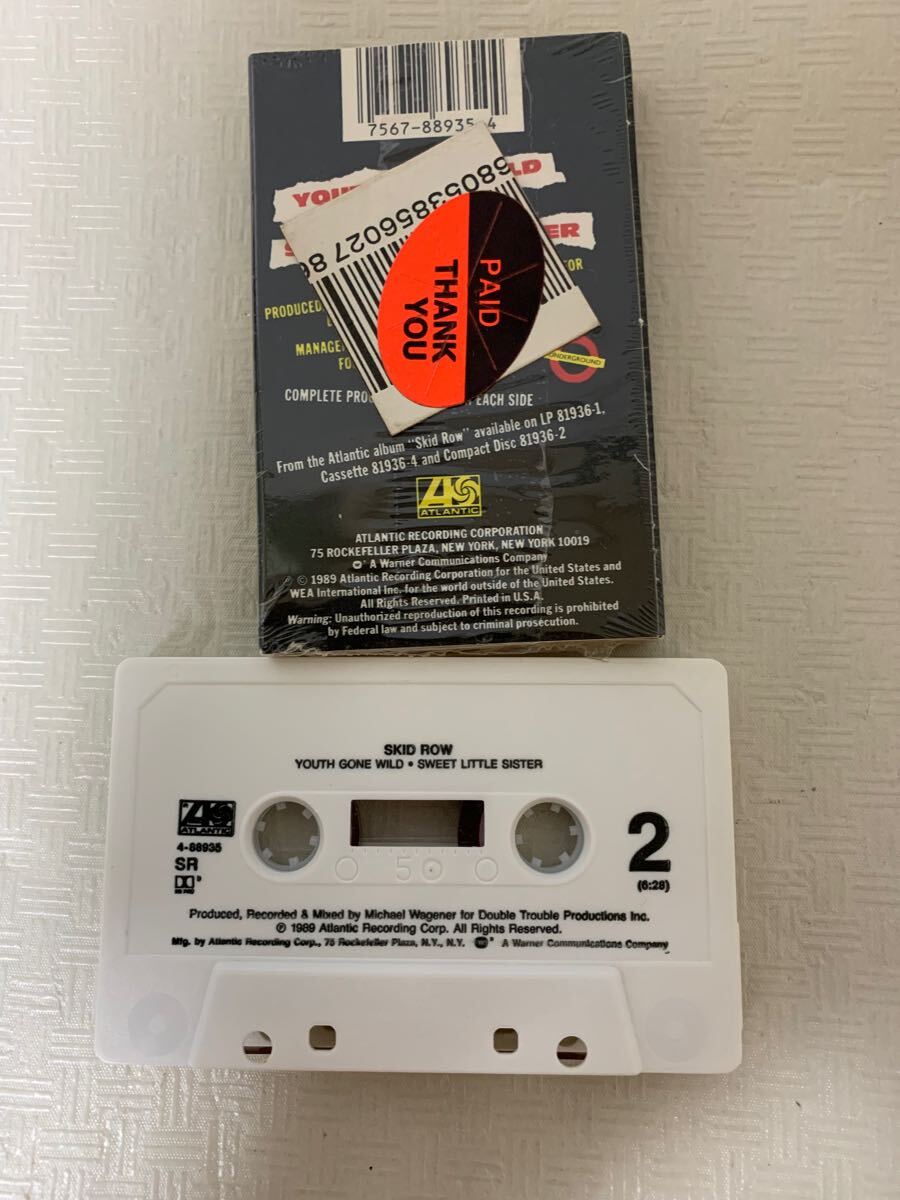 7567-88935-4
68053856027 8
PAID
THANK
YOU
PRODUCED
UNDERGROUND
FOR
COMPLETE
EACH SIDE
From the Atlantic album "Skid Row" available on LP 81936-1,
Cassette 81936-4 and Compact Disc 81936-2
ATLANTIC
ATLANTIC RECORDING CORPORATION
75 ROCKEFELLER PLAZA, NEW YORK, NEW YORK 10019
A Warner Communications Company
℗ © 1989 Atlantic Recording Corporation for the United States and
WEA International Inc. for the world outside of the United States.
All Rights Reserved. Printed in U.S.A.
Warning: Unauthorized reproduction of this recording is prohibited
by Federal law and subject to criminal prosecution.
SKID ROW
YOUTH GONE WILD • SWEET LITTLE SISTER
ATLANTIC
4-88935
SR
2
(6:28)
50
Produced, Recorded & Mixed by Michael Wagener for Double Trouble Productions Inc.
℗ 1989 Atlantic Recording Corp. All Rights Reserved.
Mfg. by Atlantic Recording Corp., 75 Rockefeller Plaza, N.Y., N.Y. A Warner Communications Company